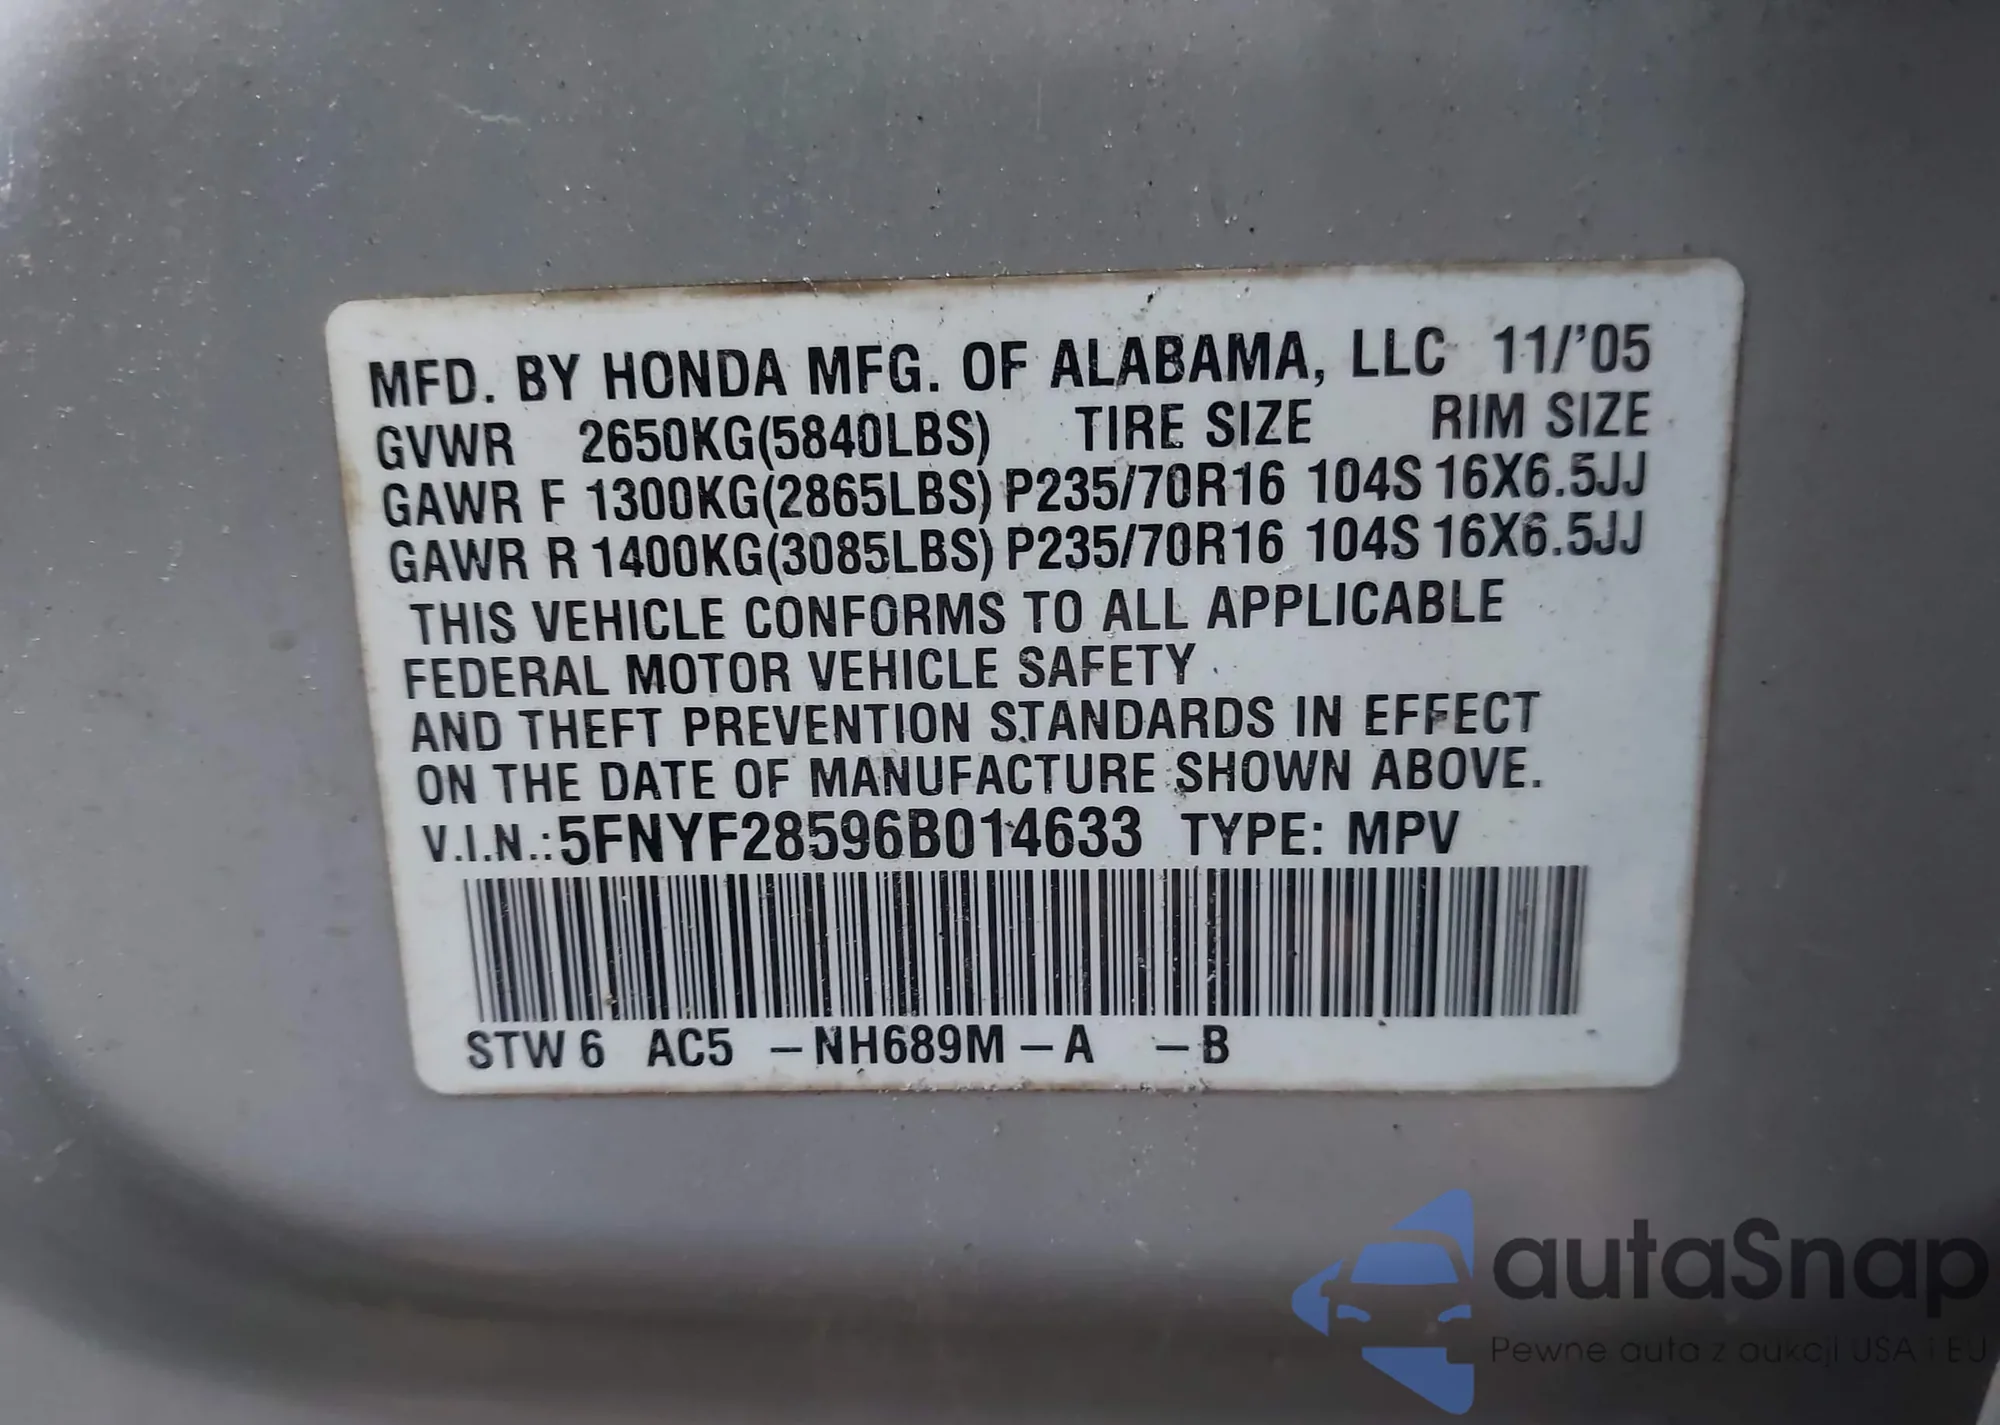 MFD. BY HONDA MFG. OF ALABAMA, LLC 11/'05
GVWR 2650KG(5840LBS) TIRE SIZE RIM SIZE
GAWR F 1300KG(2865LBS) P235/70R16 104S 16X6.5JJ
GAWR R 1400KG(3085LBS) P235/70R16 104S 16X6.5JJ
THIS VEHICLE CONFORMS TO ALL APPLICABLE
FEDERAL MOTOR VEHICLE SAFETY
AND THEFT PREVENTION STANDARDS IN EFFECT
ON THE DATE OF MANUFACTURE SHOWN ABOVE.
V.I.N.:5FNYF28596B014633 TYPE: MPV
STW 6 AC5 –NH689M – A – B
autaSnap
Pewne auta z aukcji USA i EU